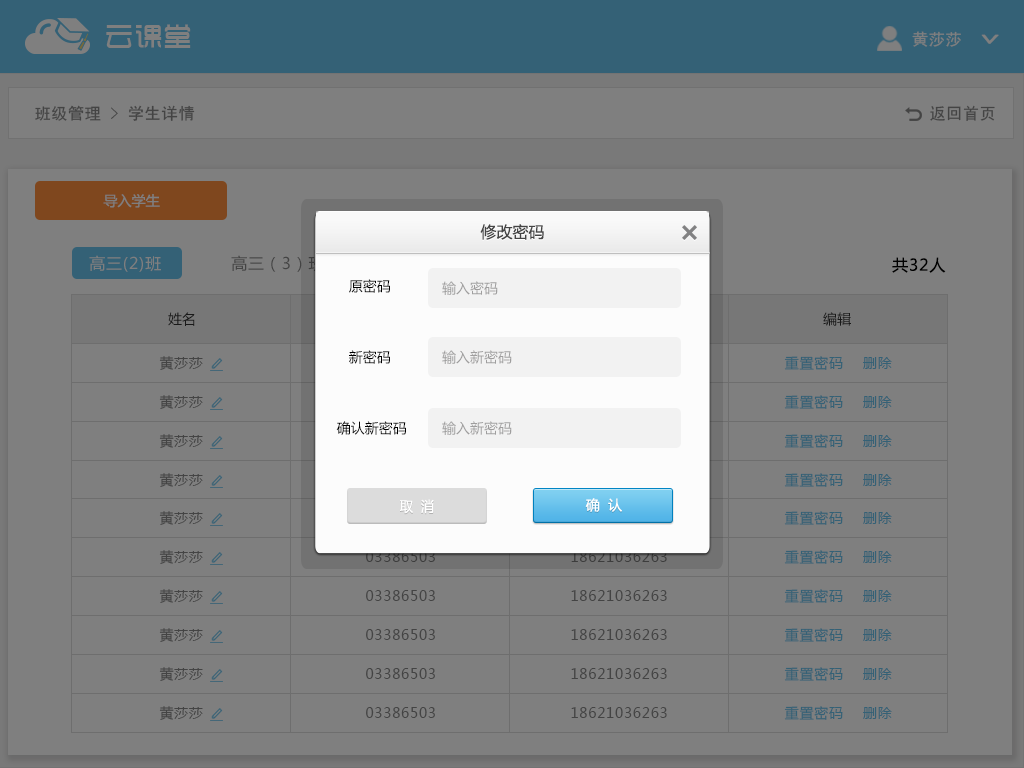 云课堂
黄莎莎
班级管理 > 学生详情
返回首页
导入学生
高三(2)班 高三（3）
共32人
姓名 编辑
修改密码
原密码 输入密码
新密码 输入新密码
确认新密码 输入新密码
取 消 确 认
黄莎莎 重置密码 删除
黄莎莎 重置密码 删除
黄莎莎 重置密码 删除
黄莎莎 重置密码 删除
黄莎莎 重置密码 删除
黄莎莎 03386503 18621036263 重置密码 删除
黄莎莎 03386503 18621036263 重置密码 删除
黄莎莎 03386503 18621036263 重置密码 删除
黄莎莎 03386503 18621036263 重置密码 删除
黄莎莎 03386503 18621036263 重置密码 删除